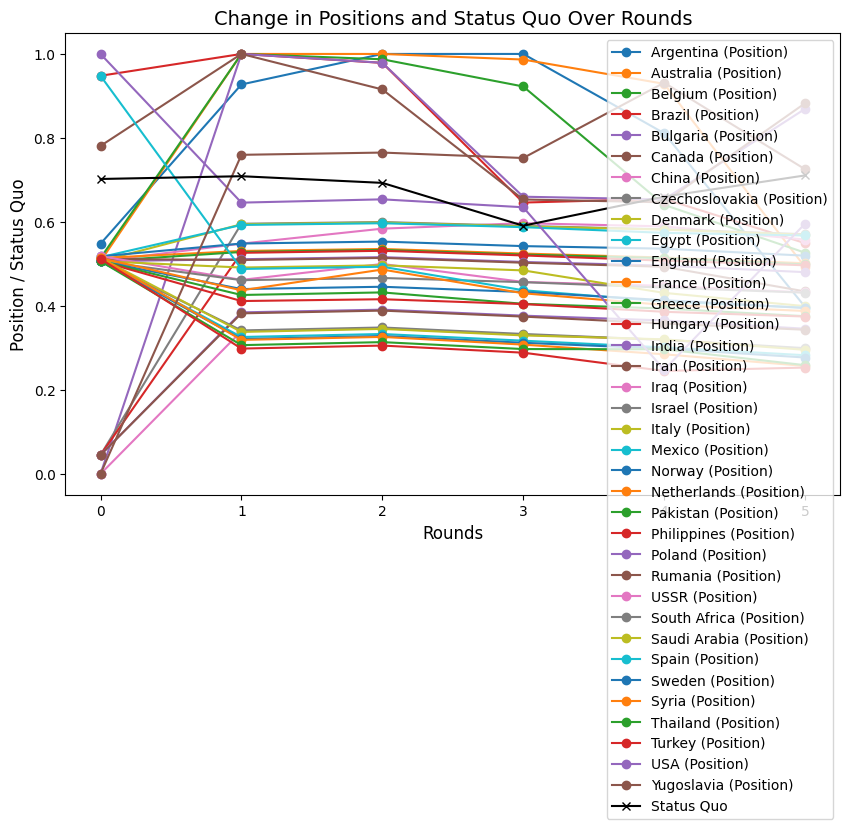 Change in Positions and Status Quo Over Rounds
Position / Status Quo
1.0
0.8
0.6
0.4
0.2
0.0
0
1
2
3
4
5
Rounds
Argentina (Position)
Australia (Position)
Belgium (Position)
Brazil (Position)
Bulgaria (Position)
Canada (Position)
China (Position)
Czechoslovakia (Position)
Denmark (Position)
Egypt (Position)
England (Position)
France (Position)
Greece (Position)
Hungary (Position)
India (Position)
Iran (Position)
Iraq (Position)
Israel (Position)
Italy (Position)
Mexico (Position)
Norway (Position)
Netherlands (Position)
Pakistan (Position)
Philippines (Position)
Poland (Position)
Rumania (Position)
USSR (Position)
South Africa (Position)
Saudi Arabia (Position)
Spain (Position)
Sweden (Position)
Syria (Position)
Thailand (Position)
Turkey (Position)
USA (Position)
Yugoslavia (Position)
Status Quo